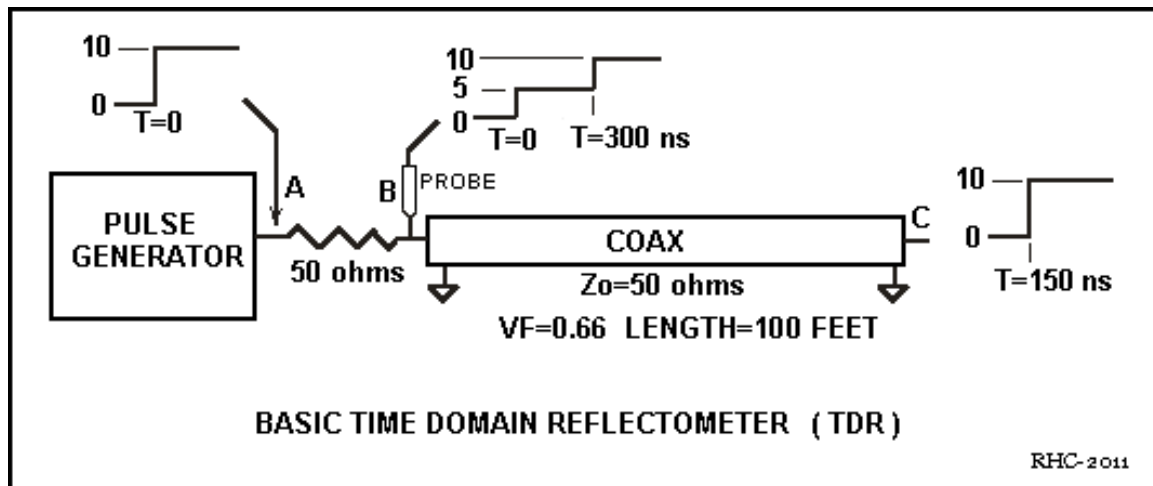 10
0
T=0
10
5
0
T=0
T=300 ns
A
B
PROBE
PULSE
GENERATOR
50 ohms
COAX
C
10
0
T=150 ns
Zo=50 ohms
VF=0.66 LENGTH=100 FEET
BASIC TIME DOMAIN REFLECTOMETER ( TDR )
RHC-2011